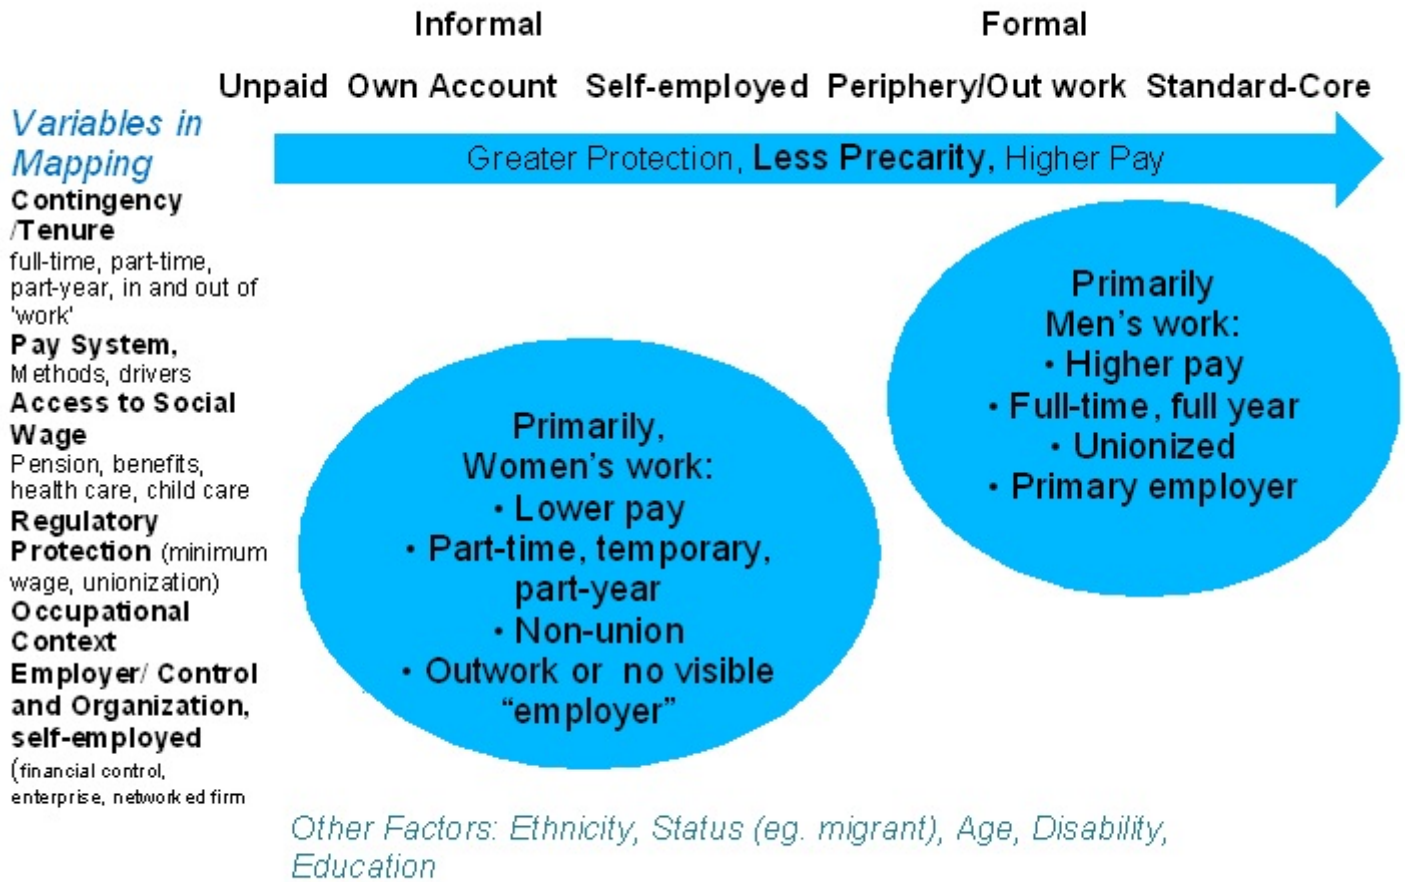 Informal Formal
Unpaid Own Account Self-employed Periphery/Out work Standard-Core
Variables in
Mapping
Greater Protection, Less Precarity, Higher Pay
Contingency
/Tenure
full-time, part-time,
part-year, in and out of
'work'
Pay System,
Methods, drivers
Access to Social
Wage
Pension, benefits,
health care, child care
Regulatory
Protection (minimum
wage, unionization)
Occupational
Context
Employer/ Control
and Organization,
self-employed
(financial control,
enterprise, networked firm
Primarily,
Women's work:
• Lower pay
• Part-time, temporary,
part-year
• Non-union
• Outwork or no visible
“employer”
Primarily
Men's work:
• Higher pay
• Full-time, full year
• Unionized
• Primary employer
Other Factors: Ethnicity, Status (eg. migrant), Age, Disability,
Education